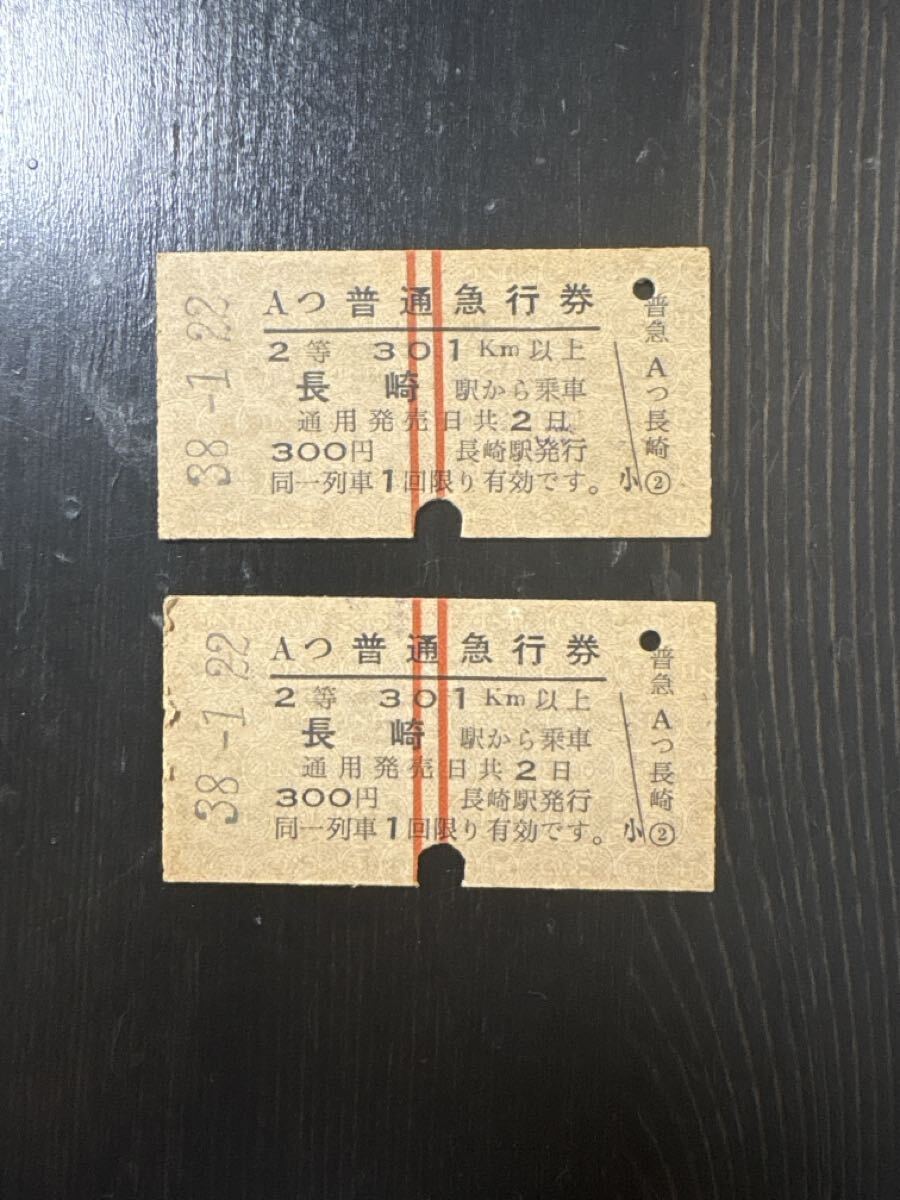 38-1.22
Aつ普通急行券
2等 301Km以上
長崎 駅から乗車
通用発売日共2日
300円 長崎駅発行
同一列車1回限り有効です。
普急Aつ長崎
小②
38-1.22
Aつ普通急行券
2等 301Km以上
長崎 駅から乗車
通用発売日共2日
300円 長崎駅発行
同一列車1回限り有効です。
普急Aつ長崎
小②